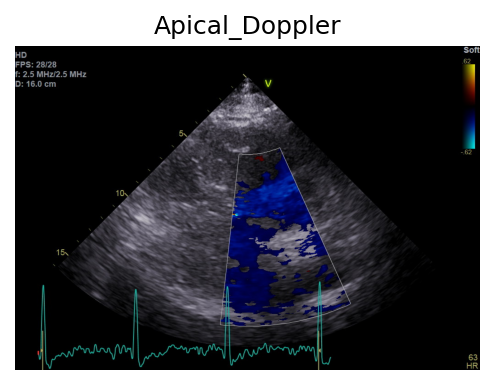 Apical_Doppler
HD
FPS: 28/28
f: 2.5 MHz/2.5 MHz
D: 16.0 cm
Soft
V
62
-.62
5
10
15
63
HR